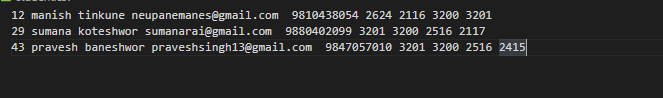 12 manish tinkune neupanemanes@gmail.com 9810438054 2624 2116 3200 3201
29 sumana koteshwor sumanarai@gmail.com 9880402099 3201 3200 2516 2117
43 pravesh baneshwor praveshsingh13@gmail.com 9847057010 3201 3200 2516 2415